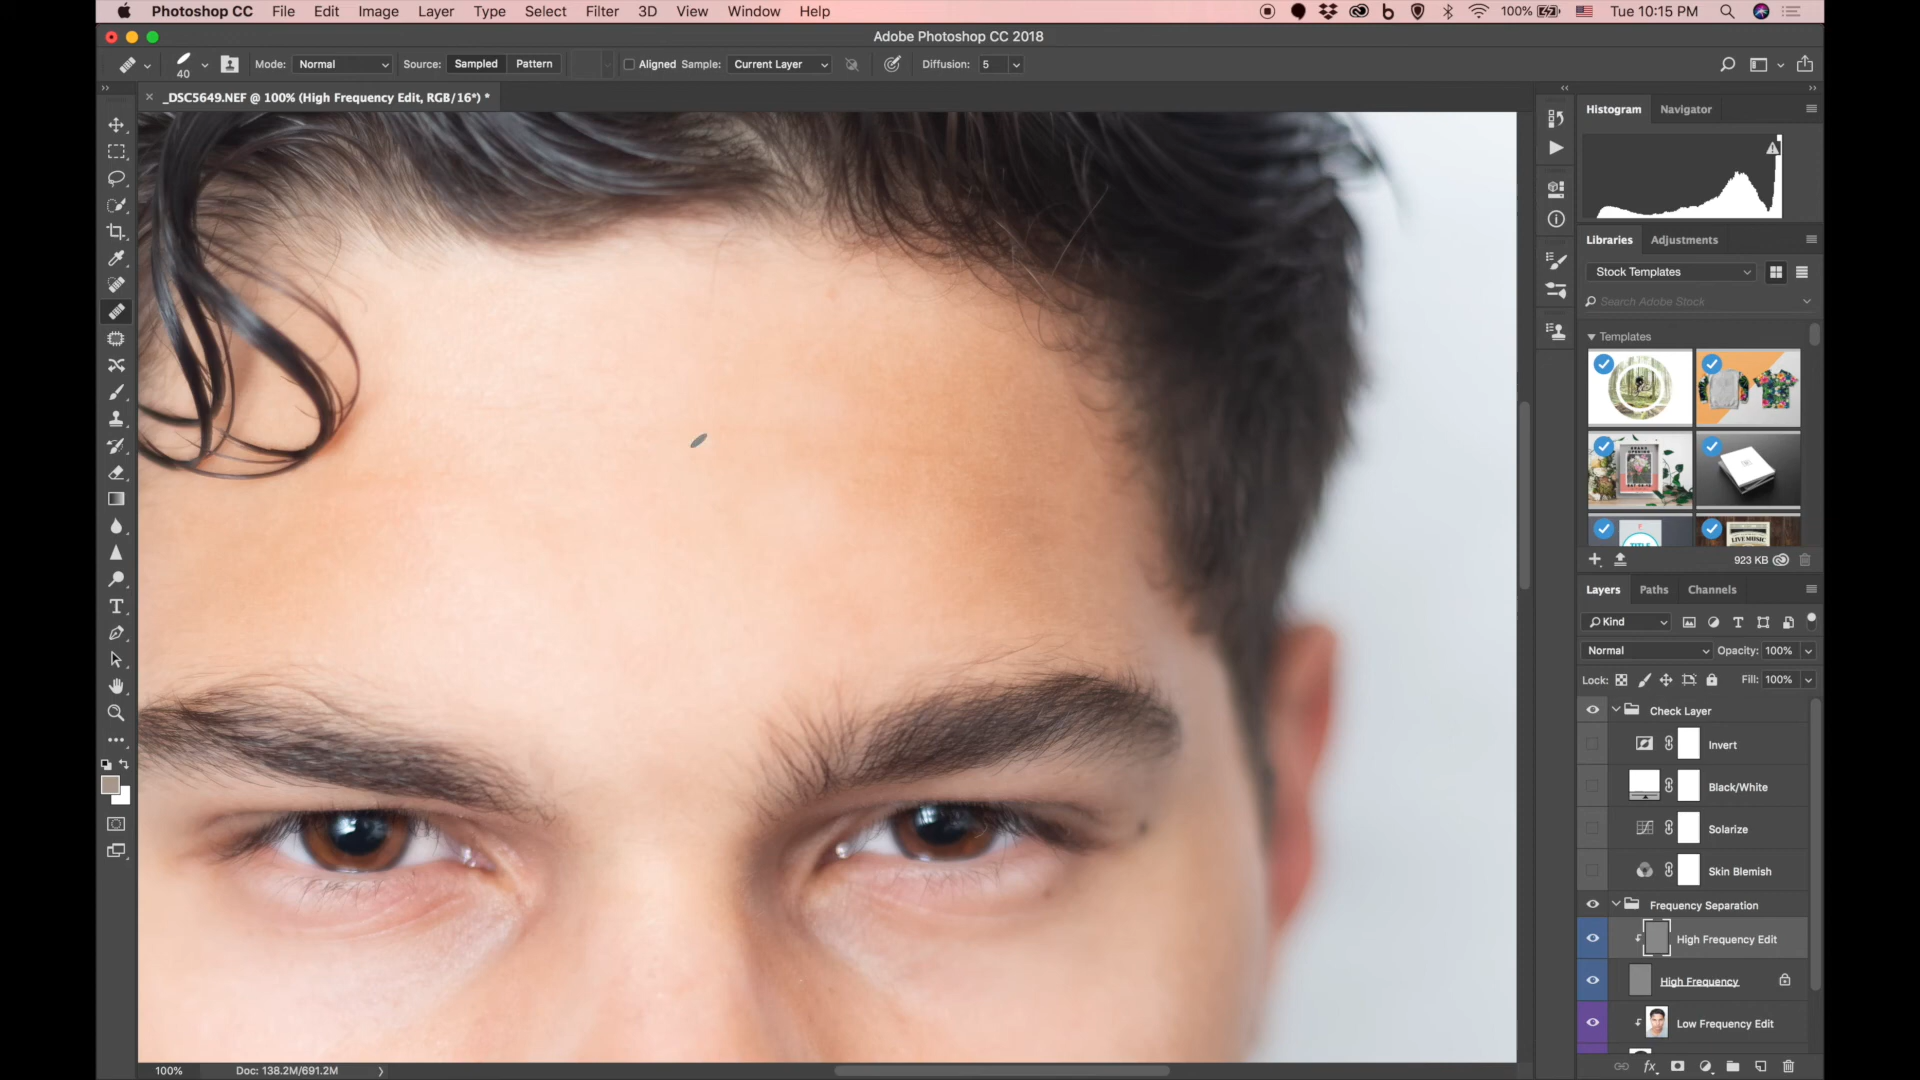 Photoshop CC File Edit Image Layer Type Select Filter 3D View Window Help 100% Tue 10:15 PM
Adobe Photoshop CC 2018
40 Mode: Normal Source: Sampled Pattern Aligned Sample: Current Layer Diffusion: 5
_DSC5649.NEF @ 100% (High Frequency Edit, RGB/16*) *
Histogram Navigator
Libraries Adjustments
Stock Templates
Search Adobe Stock
Templates
LIVE MUSIC
923 KB
Layers Paths Channels
Kind
Normal Opacity: 100%
Lock: Fill: 100%
Check Layer
Invert
Black/White
Solarize
Skin Blemish
Frequency Separation
High Frequency Edit
High Frequency
Low Frequency Edit
fx
100% Doc: 138.2M/691.2M